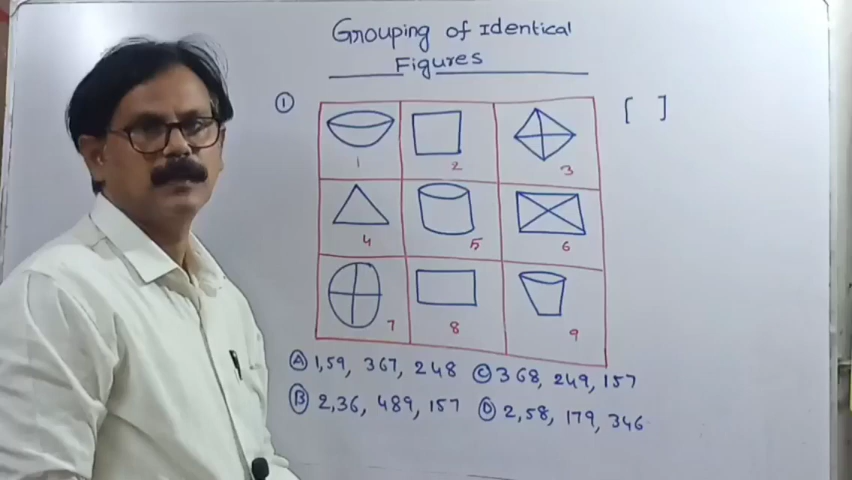 Grouping of Identical
Figures
① [ ]
1 2 3
4 5 6
7 8 9
Ⓐ 1,59, 367, 248 Ⓒ 368, 249, 157
Ⓑ 2,36, 489, 157 Ⓓ 2,58, 179, 346